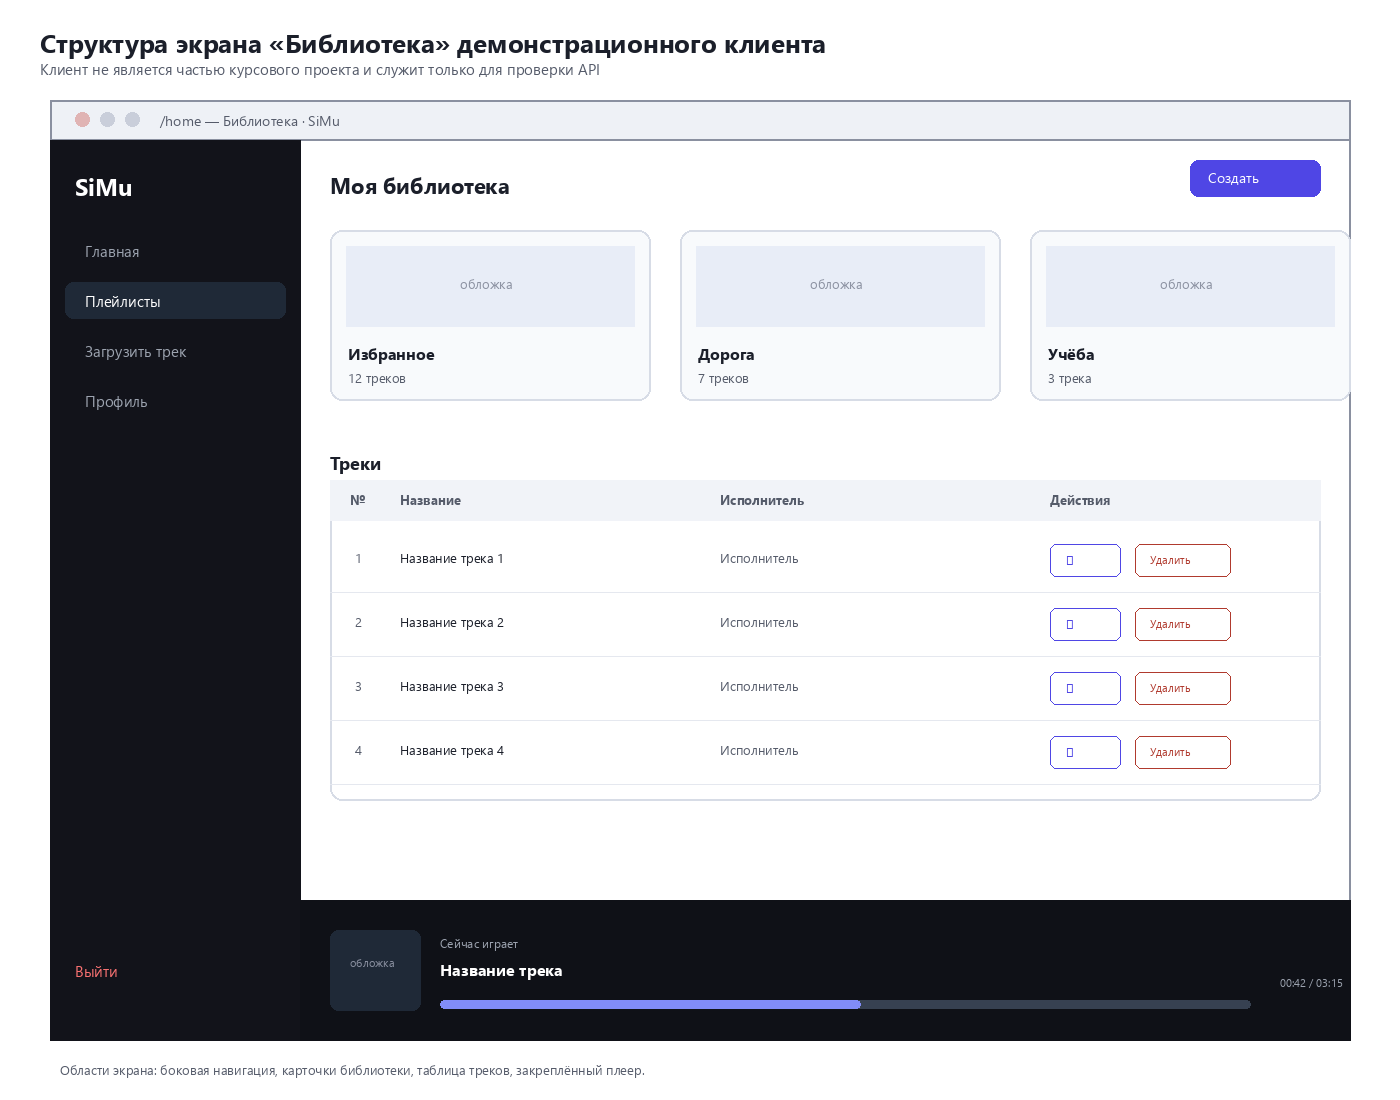 Структура экрана «Библиотека» демонстрационного клиента
Клиент не является частью курсового проекта и служит только для проверки API
/home — Библиотека · SiMu
SiMu
Главная
Плейлисты
Загрузить трек
Профиль
Выйти
Моя библиотека
Создать
обложка
обложка
обложка
Избранное
Дорога
Учёба
12 треков
7 треков
3 трека
Треки
№ Название Исполнитель Действия
1 Название трека 1 Исполнитель Удалить
2 Название трека 2 Исполнитель Удалить
3 Название трека 3 Исполнитель Удалить
4 Название трека 4 Исполнитель Удалить
обложка
Сейчас играет
Название трека
00:42 / 03:15
Области экрана: боковая навигация, карточки библиотеки, таблица треков, закреплённый плеер.